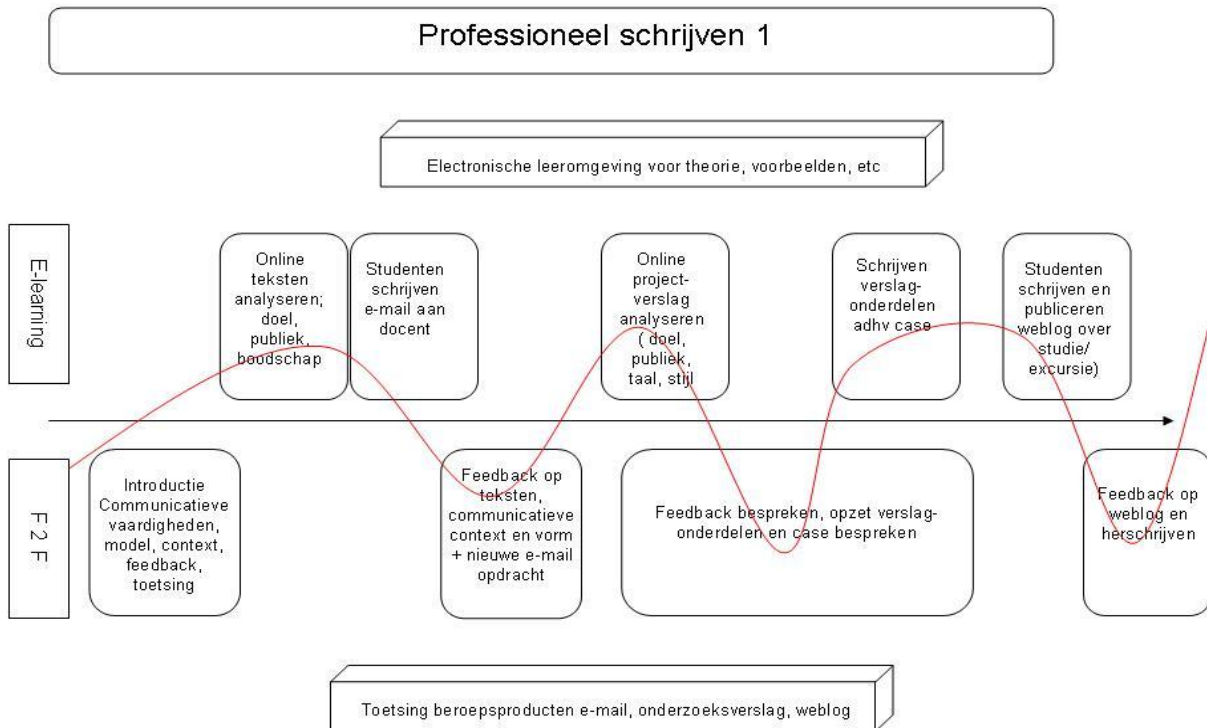 Professioneel schrijven 1
Electronische leeromgeving voor theorie, voorbeelden, etc
E-learning
Online
teksten
analyseren;
doel,
publiek,
boodschap
Studenten
schrijven
e-mail aan
docent
Online
project-
verslag
analyseren
( doel,
publiek,
taal, stijl
Schrijven
verslag-
onderdelen
adhv case
Studenten
schrijven en
publiceren
weblog over
studie/
excursie)
F 2 F
Introductie
Communicatieve
vaardigheden,
model, context,
feedback,
toetsing
Feedback op
teksten,
communicatieve
context en vorm
+ nieuwe e-mail
opdracht
Feedback bespreken, opzet verslag-
onderdelen en case bespreken
Feedback op
weblog en
herschrijven
Toetsing beroepsproducten e-mail, onderzoeksverslag, weblog